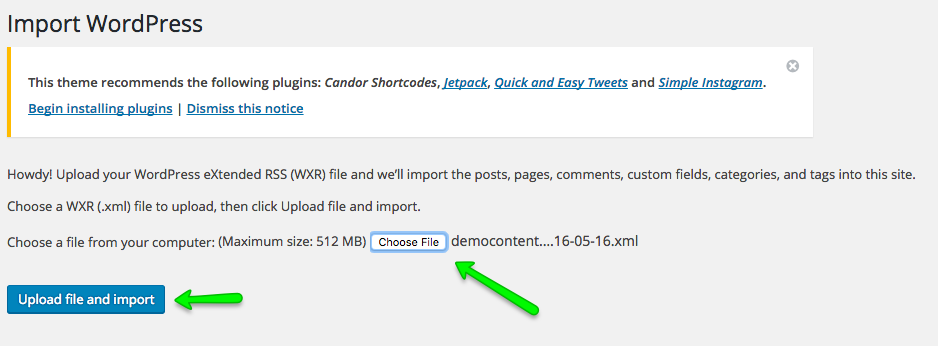 Import WordPress
This theme recommends the following plugins: Candor Shortcodes, Jetpack, Quick and Easy Tweets and Simple Instagram.
Begin installing plugins | Dismiss this notice
Howdy! Upload your WordPress eXtended RSS (WXR) file and we’ll import the posts, pages, comments, custom fields, categories, and tags into this site.
Choose a WXR (.xml) file to upload, then click Upload file and import.
Choose a file from your computer: (Maximum size: 512 MB) Choose File democontent....16-05-16.xml
Upload file and import